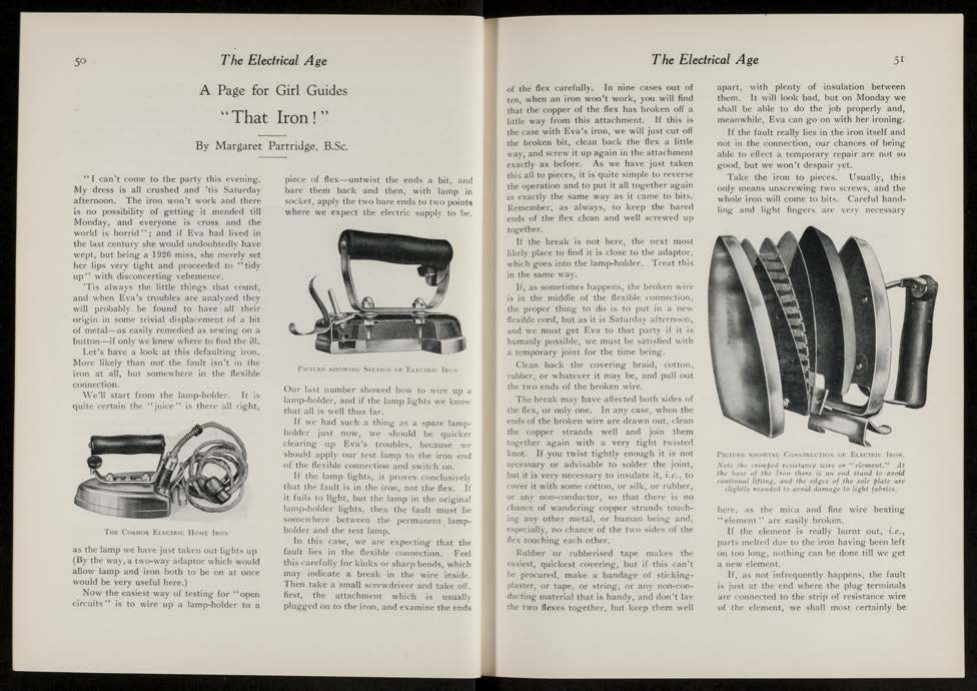 50
The Electrical Age
A Page for Girl Guides
"That Iron!"
By Margaret Partridge, B.Sc.
"I can't come to the party this evening.
My dress is all crushed and 'tis Saturday
afternoon. The iron won't work and there
is no possibility of getting it mended till
Monday, and everyone is cross and the
world is horrid"; and if Eva had lived in
the last century she would undoubtedly have
wept, but being a 1926 miss, she merely set
her lips very tight and proceeded to "tidy
up" with disconcerting vehemence.
'Tis always the little things that count,
and when Eva's troubles are analyzed they
will probably be found to have all their
origin in some trivial displacement of a bit
of metal—as easily remedied as sewing on a
button—if only we knew where to find the ill.
Let's have a look at this defaulting iron.
More likely than not the fault isn't in the
iron at all, but somewhere in the flexible
connection.
We'll start from the lamp-holder. It is
quite certain the "juice" is there all right,
THE COSMOS ELECTRIC HOME IRON
as the lamp we have just taken out lights up
(By the way, a two-way adaptor which would
allow lamp and iron both to be on at once
would be very useful here.)
Now the easiest way of testing for "open
circuits" is to wire up a lamp-holder to a
piece of flex—untwist the ends a bit, and
bare them back and then, with lamp in
socket, apply the two bare ends to two points
where we expect the electric supply to be.
PICTURE SHOWING SECTION OF ELECTRIC IRON
Our last number showed how to wire up a
lamp-holder, and if the lamp lights we know
that all is well thus far.
If we had such a thing as a spare lamp-
holder just now, we should be quicker
clearing up Eva's troubles, because we
should apply our test lamp to the iron end
of the flexible connection and switch on.
If the lamp lights, it proves conclusively
that the fault is in the iron, not the flex. If
it fails to light, but the lamp in the original
lamp-holder lights, then the fault must lie
somewhere between the permanent lamp-
holder and the test lamp.
In this case, we are expecting that the
fault lies in the flexible connection. Feel
this carefully for kinks or sharp bends, which
may indicate a break in the wire inside.
Then take a small screwdriver and take off,
first, the attachment which is usually
plugged on to the iron, and examine the ends
The Electrical Age
51
of the flex carefully. In nine cases out of
ten, when an iron won't work, you will find
that the copper of the flex has broken off a
little way from this attachment. If this is
the case with Eva's iron, we will just cut off
the broken bit, clean back the flex a little
way, and screw it up again in the attachment
exactly as before. As we have just taken
this all to pieces, it is quite simple to reverse
the operation and to put it all together again
in exactly the same way as it came to bits.
Remember, as always, to keep the bared
ends of the flex clean and well screwed up
together.
If the break is not here, the next most
likely place to find it is close to the adaptor,
which goes into the lamp-holder. Treat this
in the same way.
If, as sometimes happens, the broken wire
is in the middle of the flexible connection,
the proper thing to do is to put in a new
flexible cord, but as it is Saturday afternoon,
and we must get Eva to that party if it is
humanly possible, we must be satisfied with
a temporary joint for the time being.
Clean back the covering braid, cotton,
rubber, or whatever it may be, and pull out
the two ends of the broken wire.
The break may have affected both sides of
the flex, or only one. In any case, when the
ends of the broken wire are drawn out, clean
the copper strands well and join them
together again with a very tight twisted
knot. If you twist tightly enough it is not
necessary or advisable to solder the joint,
but it is very necessary to insulate it, i.e., to
cover it with some cotton, or silk, or rubber,
or any non-conductor, so that there is no
chance of wandering copper strands touch-
ing any other metal, or human being and,
especially, no chance of the two sides of the
flex touching each other.
Rubber or rubberised tape makes the
easiest, quickest covering, but if this can't
be procured, make a bandage of sticking-
plaster, or tape, or string, or any non-con-
ducting material that is handy, and don't lay
the two flexes together, but keep them well
apart, with plenty of insulation between
them. It will look bad, but on Monday we
shall be able to do the job properly and,
meanwhile, Eva can go on with her ironing.
If the fault really lies in the iron itself and
not in the connection, our chances of being
able to effect a temporary repair are not so
good, but we won't despair yet.
Take the iron to pieces. Usually, this
only means unscrewing two screws, and the
whole iron will come to bits. Careful hand-
ling and light fingers are very necessary
PICTURE SHOWING CONSTRUCTION OF ELECTRIC IRON.
Note the crimped resistance wire or "element." At
the base of the Iron there is an end stand to avoid
continual lifting, and the edges of the sole plate are
slightly rounded to avoid damage to light fabrics.
here, as the mica and fine wire heating
"element" are easily broken.
If the element is really burnt out, i.e.,
parts melted due to the iron having been left
on too long, nothing can be done till we get
a new element.
If, as not infrequently happens, the fault
is just at the end where the plug terminals
are connected to the strip of resistance wire
of the element, we shall most certainly be